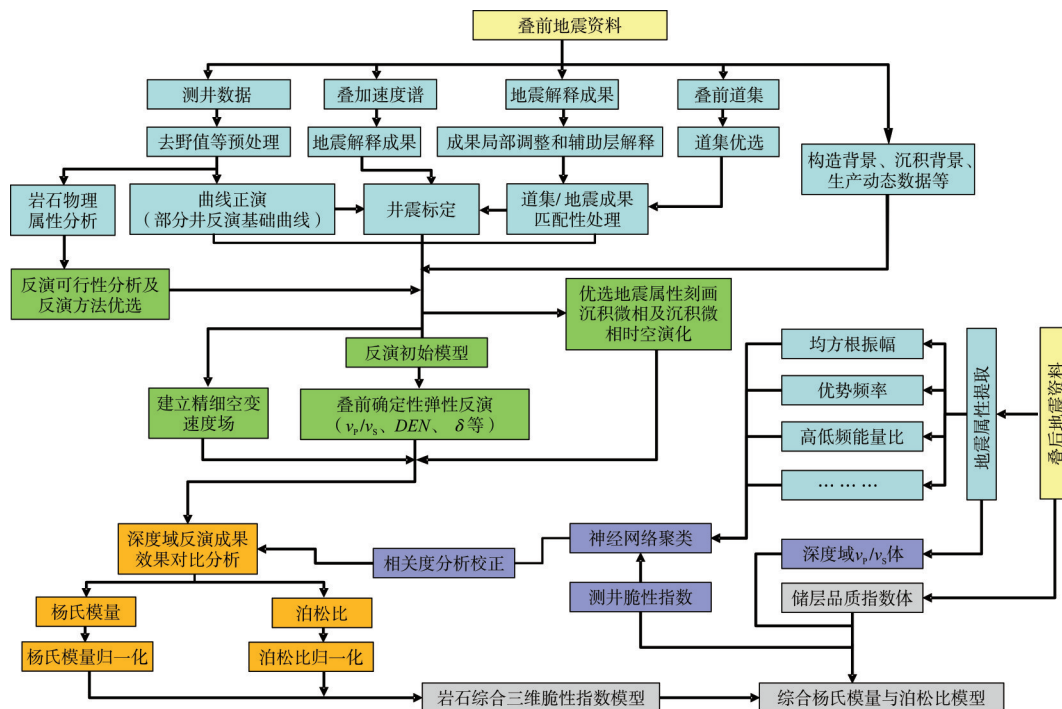 叠前地震资料
测井数据
叠加速度谱
地震解释成果
叠前道集
去野值等预处理
地震解释成果
成果局部调整和辅助层解释
道集优选
构造背景、沉积背景、
生产动态数据等
岩石物理
属性分析
曲线正演
（部分井反演基础曲线）
井震标定
道集/地震成果
匹配性处理
反演可行性分析及
反演方法优选
优选地震属性刻画
沉积微相及沉积微
相时空演化
反演初始模型
均方根振幅
建立精细空变
速度场
叠前确定性弹性反演
（vP/vS、DEN、δ等）
优势频率
高低频能量比
………
地震属性提取
叠后地震资料
深度域反演成果
效果对比分析
相关度分析校正
神经网络聚类
深度域vP/vS体
测井脆性指数
储层品质指数体
杨氏模量
泊松比
杨氏模量归一化
泊松比归一化
岩石综合三维脆性指数模型
综合杨氏模量与泊松比模型